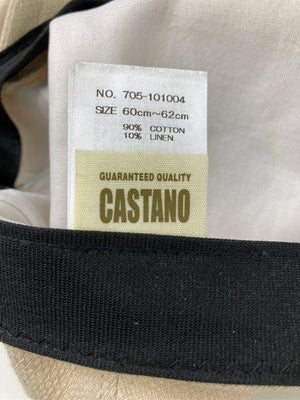 NO. 705-101004
SIZE 60cm～62cm
90% COTTON
10% LINEN
GUARANTEED QUALITY
CASTANO